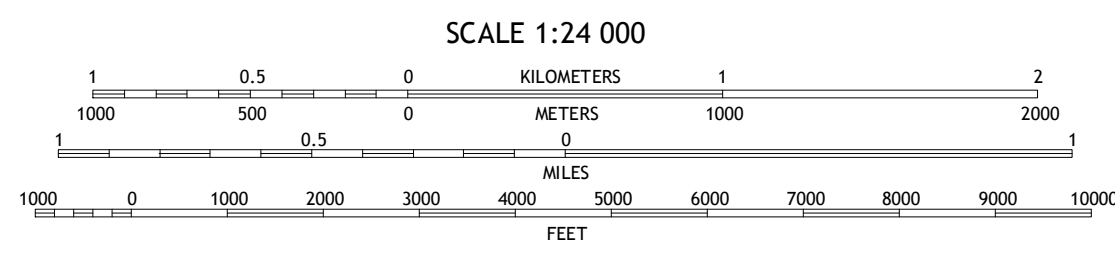 SCALE 1:24 000
1 0.5 0 KILOMETERS 1 2
1000 500 0 METERS 1000 2000
1 0.5 0 1
MILES
1000 0 1000 2000 3000 4000 5000 6000 7000 8000 9000 10000
FEET